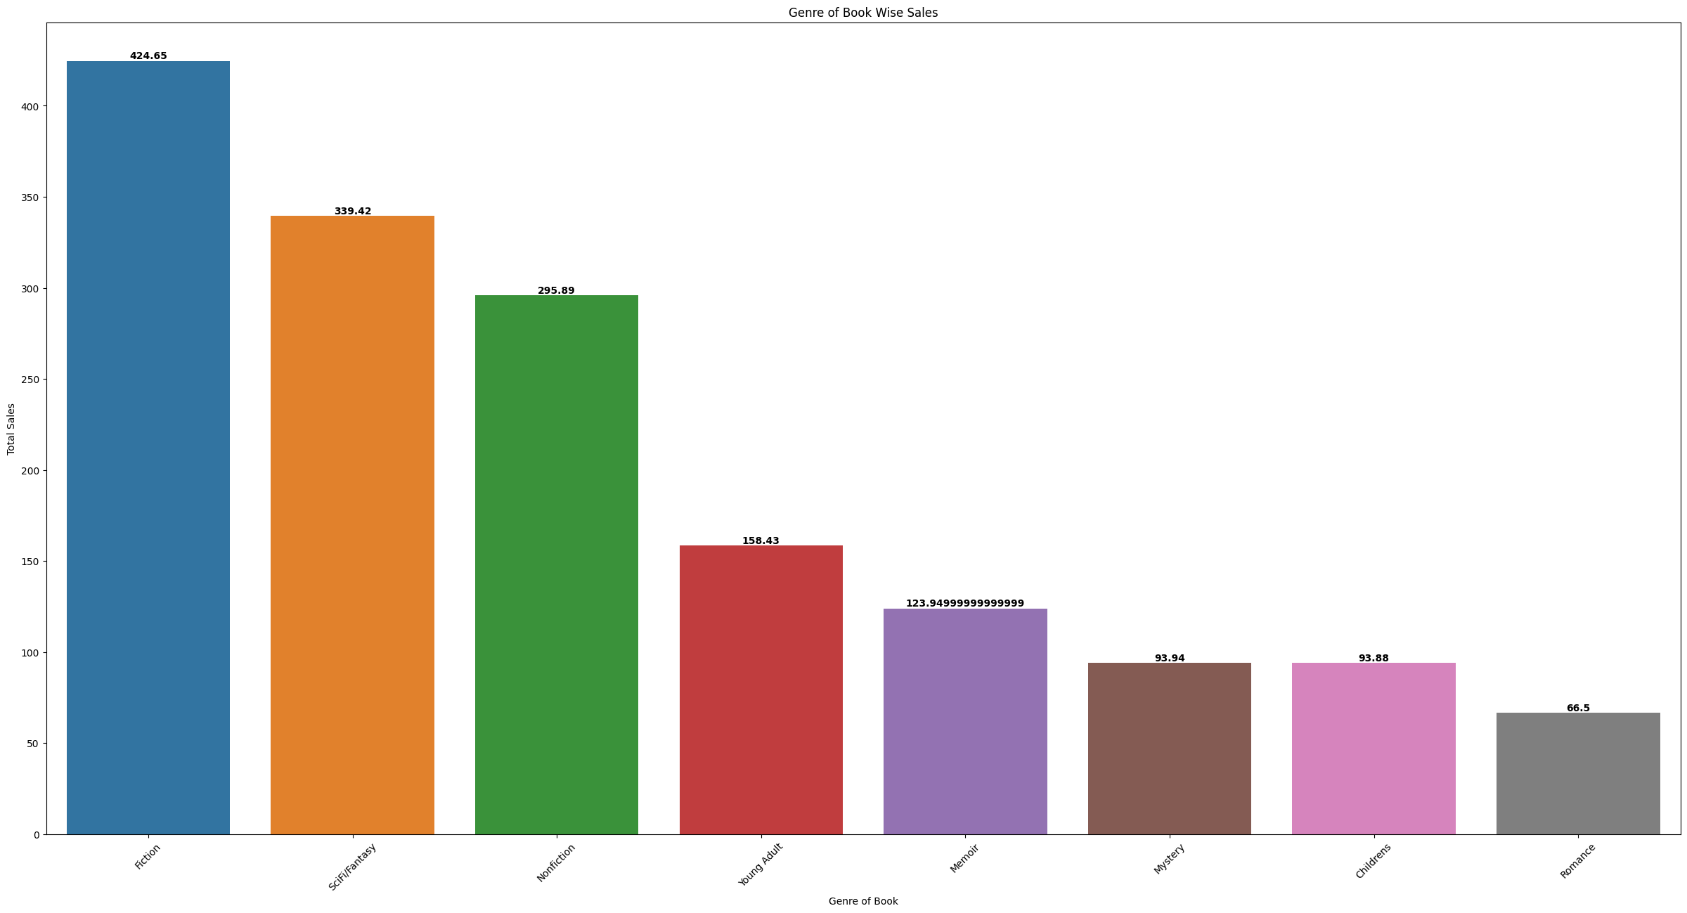 Genre of Book Wise Sales
424.65
339.42
295.89
158.43
123.94999999999999
93.94
93.88
66.5
400
350
300
250
200
150
100
50
0
Total Sales
Fiction
SciFi/Fantasy
Nonfiction
Young Adult
Memoir
Mystery
Childrens
Romance
Genre of Book